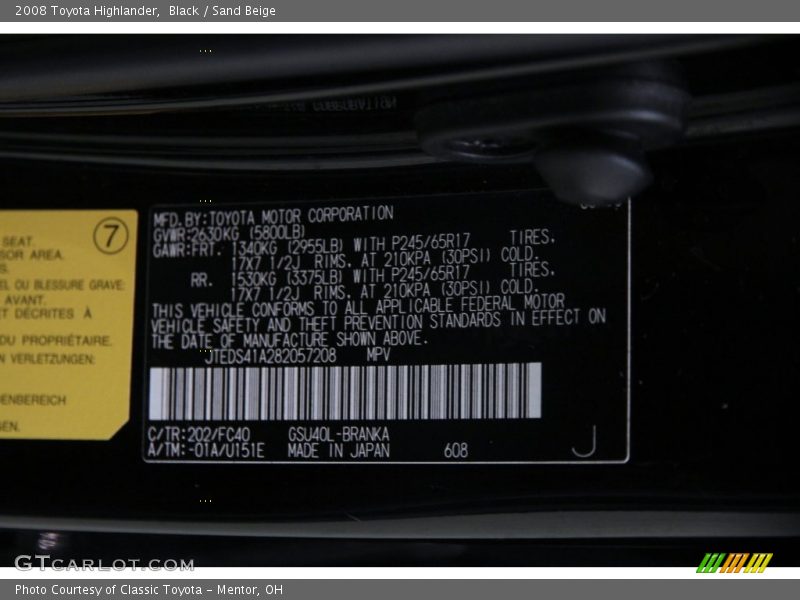 2008 Toyota Highlander, Black / Sand Beige
MFD. BY: TOYOTA MOTOR CORPORATION
GVWR: 2630KG (5800LB)
GAWR: FRT. 1340KG (2955LB) WITH P245/65R17 TIRES.
17X7 1/2J RIMS. AT 210KPA (30PSI) COLD.
RR. 1530KG (3375LB) WITH P245/65R17 TIRES.
17X7 1/2J RIMS. AT 210KPA (30PSI) COLD.
THIS VEHICLE CONFORMS TO ALL APPLICABLE FEDERAL MOTOR
VEHICLE SAFETY AND THEFT PREVENTION STANDARDS IN EFFECT ON
THE DATE OF MANUFACTURE SHOWN ABOVE.
JTEDS41A282057208 MPV
C/TR: 202/FC40 GSU40L-BRANKA
A/TM: -01A/U151E MADE IN JAPAN 608 J
7
SEAT.
SOR AREA.
S.
EL OU BLESSURE GRAVE:
AVANT.
ET DÉCRITES À
DU PROPRIÉTAIRE.
N VERLETZUNGEN:
DENBEREICH
GEN.
GTCARLOT.COM
Photo Courtesy of Classic Toyota - Mentor, OH